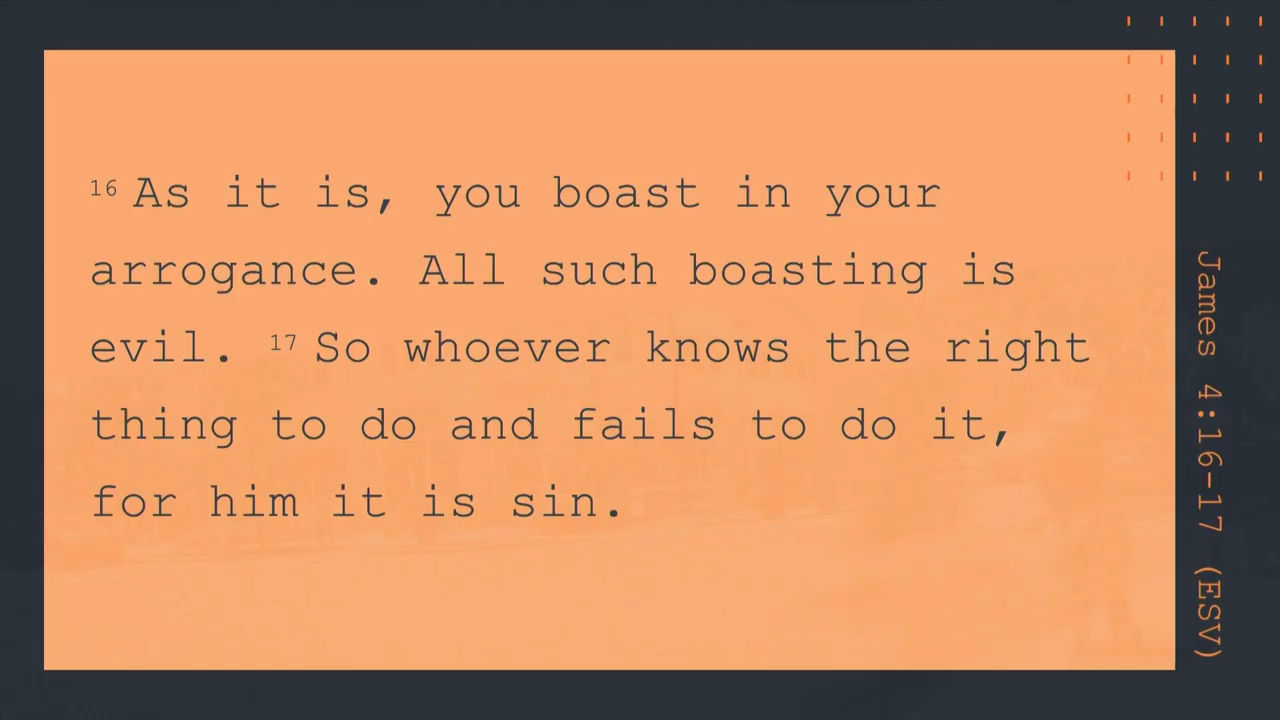 16 As it is, you boast in your
arrogance. All such boasting is
evil. 17 So whoever knows the right
thing to do and fails to do it,
for him it is sin.
James 4:16-17 (ESV)